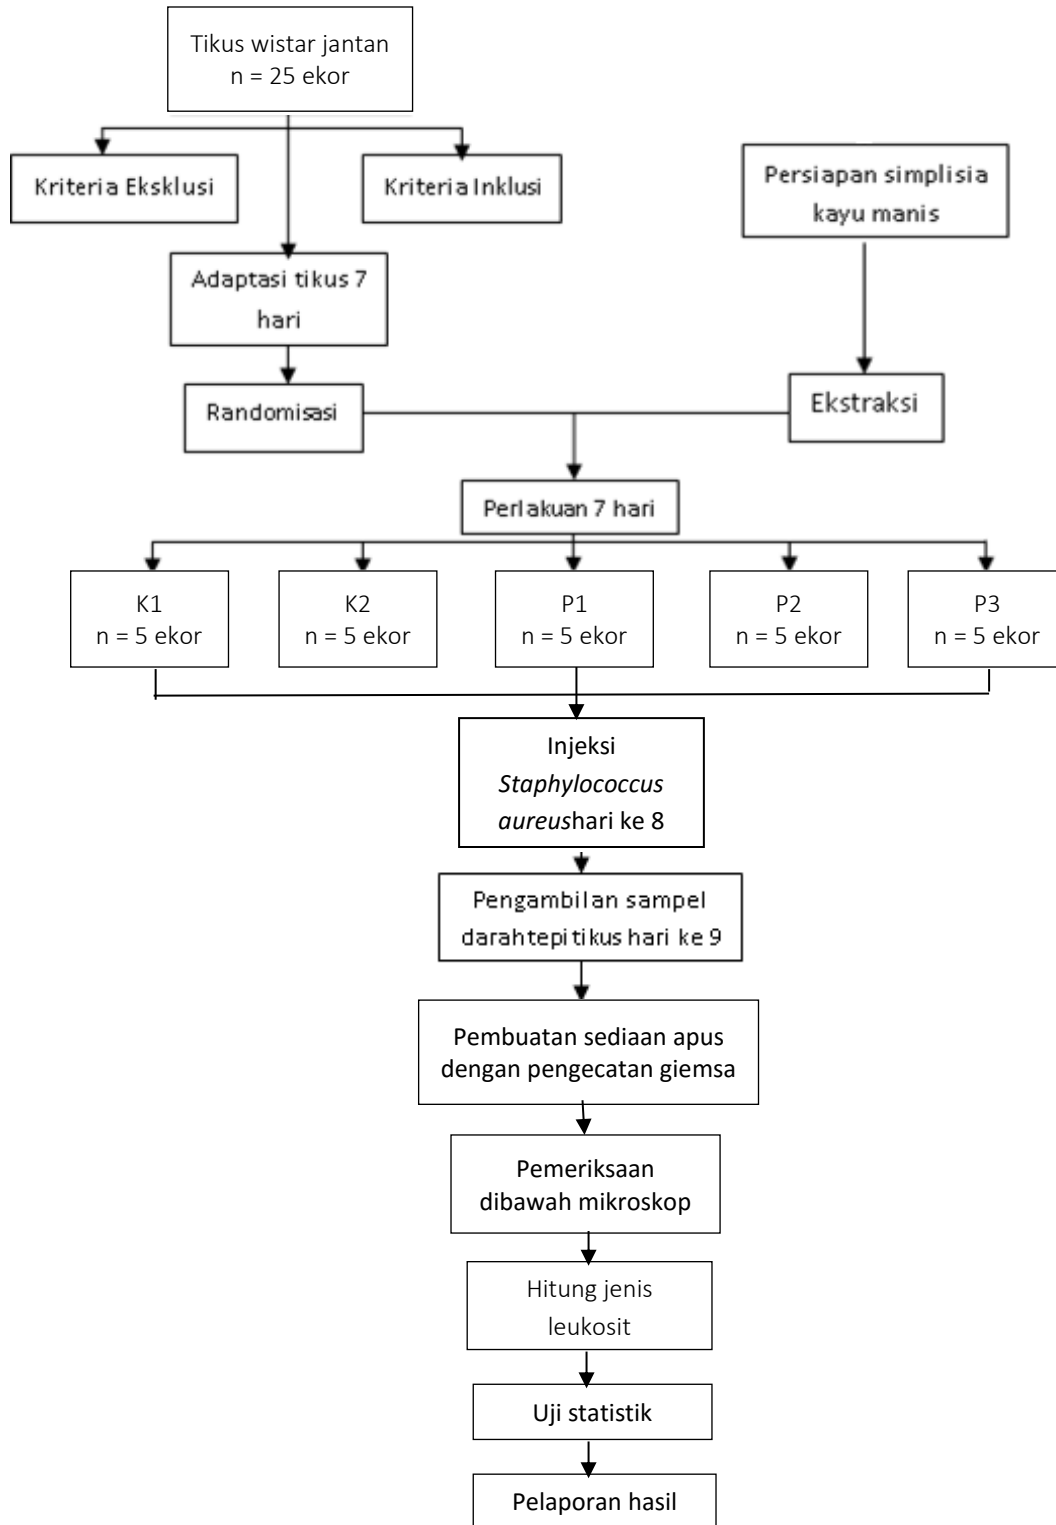 Tikus wistar jantan
n = 25 ekor
Kriteria Eksklusi
Kriteria Inklusi
Persiapan simplisia
kayu manis
Adaptasi tikus 7
hari
Randomisasi
Ekstraksi
Perlakuan 7 hari
K1
n = 5 ekor
K2
n = 5 ekor
P1
n = 5 ekor
P2
n = 5 ekor
P3
n = 5 ekor
Injeksi
Staphylococcus
aureushari ke 8
Pengambilan sampel
darahtepitikus hari ke 9
Pembuatan sediaan apus
dengan pengecatan giemsa
Pemeriksaan
dibawah mikroskop
Hitung jenis
leukosit
Uji statistik
Pelaporan hasil